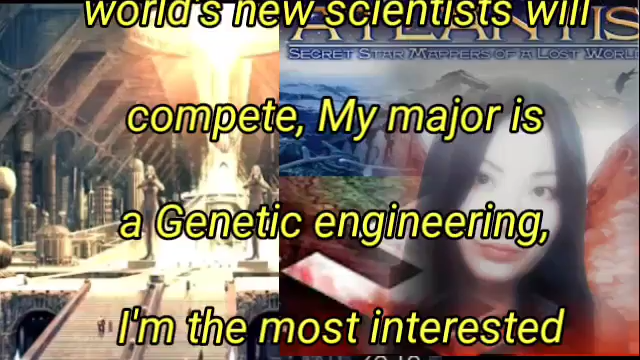 world's new scientists will
ATLANTIS
SECRET STAR MAPPERS OF A LOST WORLD
compete, My major is
a Genetic engineering,
I'm the most interested